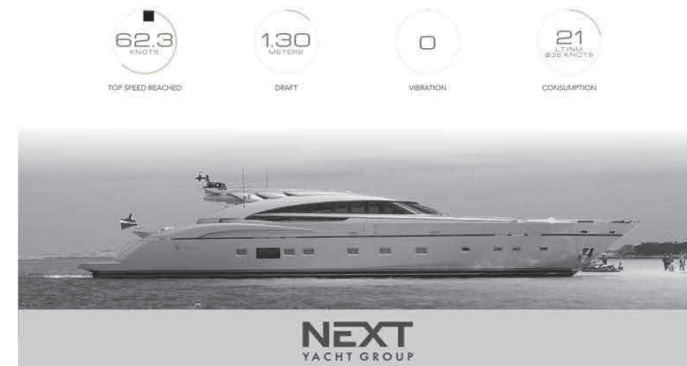 62.3
KNOTS
TOP SPEED REACHED
1.30
METERS
DRAFT
0
VIBRATION
21
LT/NM
@36 KNOTS
CONSUMPTION
NEXT
YACHT GROUP